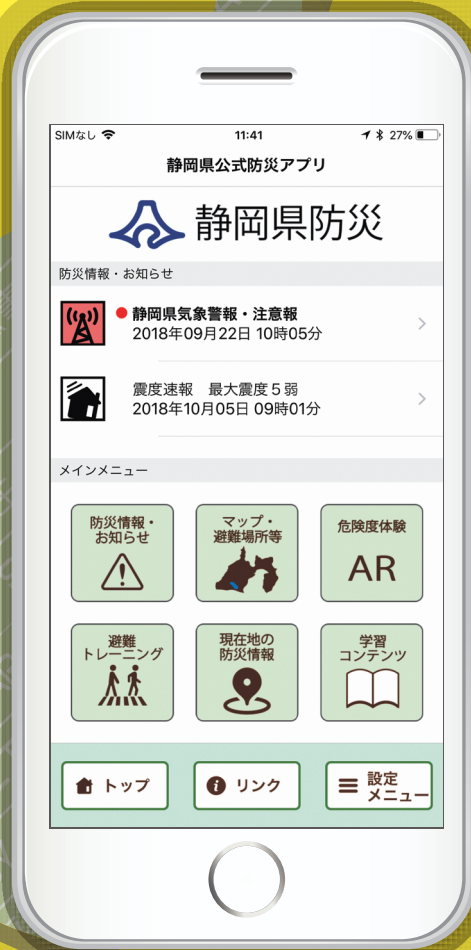 SIMなし 11:41 27%
静岡県公式防災アプリ
静岡県防災
防災情報・お知らせ
静岡県気象警報・注意報
2018年09月22日 10時05分
震度速報 最大震度５弱
2018年10月05日 09時01分
メインメニュー
防災情報・
お知らせ
マップ・
避難場所等
危険度体験
AR
避難
トレーニング
現在地の
防災情報
学習
コンテンツ
トップ
リンク
設定
メニュー